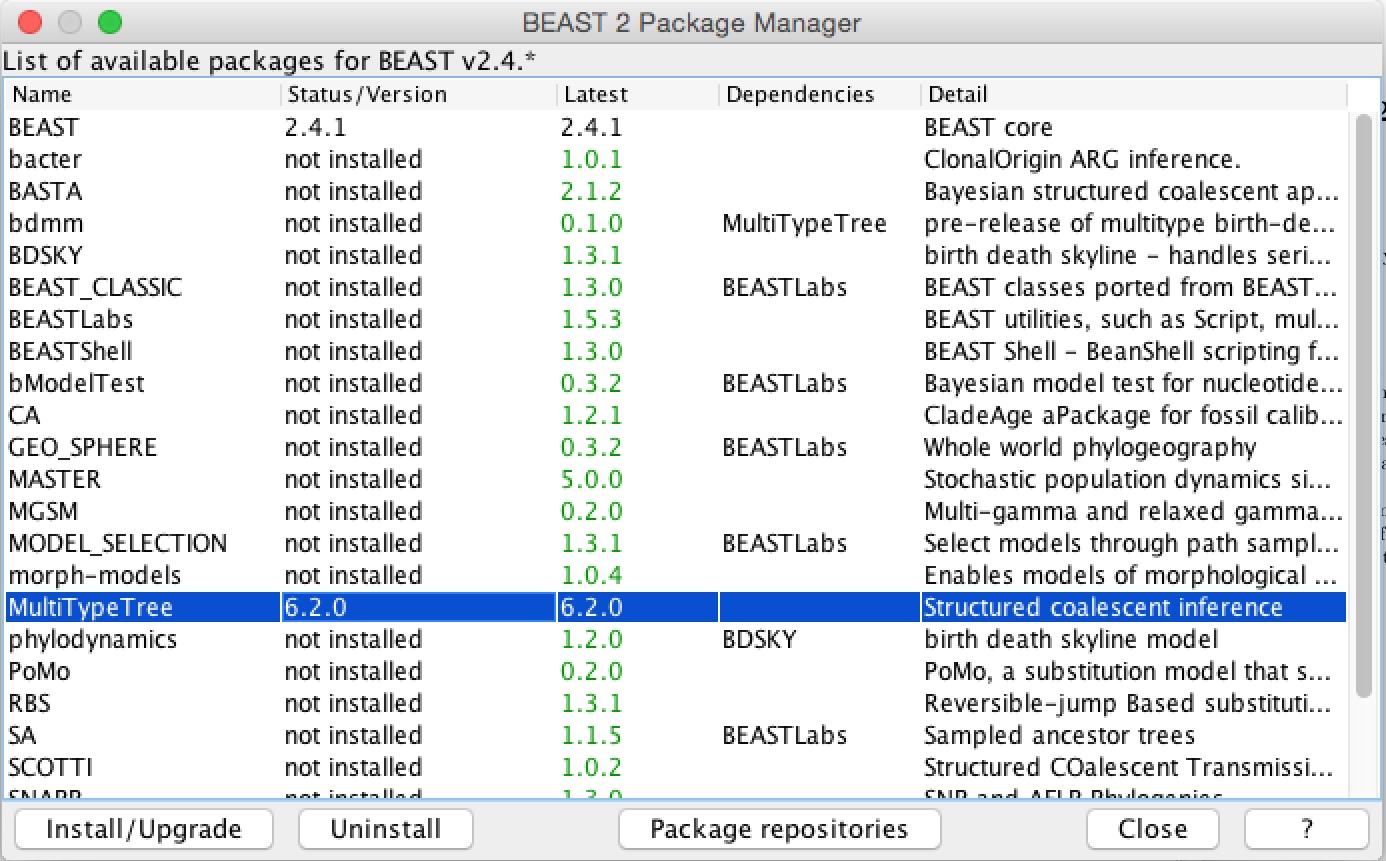 BEAST 2 Package Manager
List of available packages for BEAST v2.4.*
Name Status/Version Latest Dependencies Detail
BEAST 2.4.1 2.4.1 BEAST core
bacter not installed 1.0.1 ClonalOrigin ARG inference.
BASTA not installed 2.1.2 Bayesian structured coalescent ap...
bdmm not installed 0.1.0 MultiTypeTree pre-release of multitype birth-de...
BDSKY not installed 1.3.1 birth death skyline - handles seri...
BEAST_CLASSIC not installed 1.3.0 BEASTLabs BEAST classes ported from BEAST...
BEASTLabs not installed 1.5.3 BEAST utilities, such as Script, mul...
BEASTShell not installed 1.3.0 BEAST Shell - BeanShell scripting f...
bModelTest not installed 0.3.2 BEASTLabs Bayesian model test for nucleotide...
CA not installed 1.2.1 CladeAge aPackage for fossil calib...
GEO_SPHERE not installed 0.3.2 BEASTLabs Whole world phylogeography
MASTER not installed 5.0.0 Stochastic population dynamics si...
MGSM not installed 0.2.0 Multi-gamma and relaxed gamma...
MODEL_SELECTION not installed 1.3.1 BEASTLabs Select models through path sampl...
morph-models not installed 1.0.4 Enables models of morphological ...
MultiTypeTree 6.2.0 6.2.0 Structured coalescent inference
phylodynamics not installed 1.2.0 BDSKY birth death skyline model
PoMo not installed 0.2.0 PoMo, a substitution model that s...
RBS not installed 1.3.1 Reversible-jump Based substituti...
SA not installed 1.1.5 BEASTLabs Sampled ancestor trees
SCOTTI not installed 1.0.2 Structured COalescent Transmissi...
SNAPP not installed 1.3.0 SNP and AFLP Phylogenies
Install/Upgrade Uninstall Package repositories Close ?